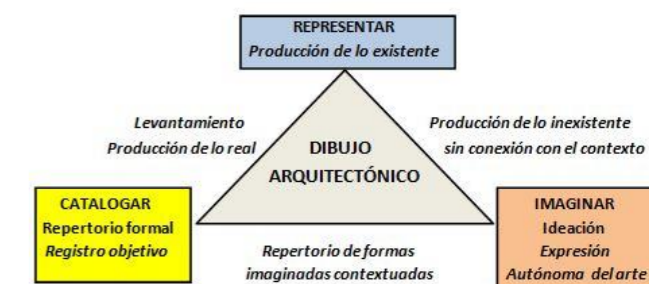 REPRESENTAR
Producción de lo existente
Levantamiento
Producción de lo real
Producción de lo inexistente
sin conexión con el contexto
DIBUJO
ARQUITECTÓNICO
CATALOGAR
Repertorio formal
Registro objetivo
Repertorio de formas
imaginadas contextuadas
IMAGINAR
Ideación
Expresión
Autónoma del arte